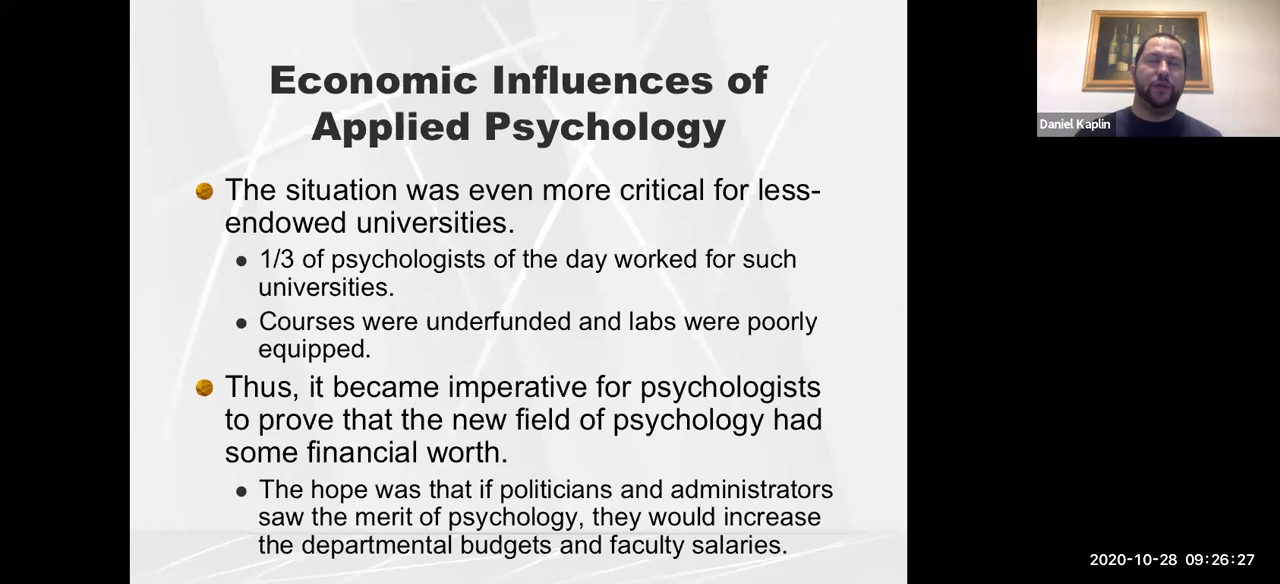 Economic Influences of
Applied Psychology
The situation was even more critical for less-
endowed universities.
1/3 of psychologists of the day worked for such
universities.
Courses were underfunded and labs were poorly
equipped.
Thus, it became imperative for psychologists
to prove that the new field of psychology had
some financial worth.
The hope was that if politicians and administrators
saw the merit of psychology, they would increase
the departmental budgets and faculty salaries.
Daniel Kaplin
2020-10-28 09:26:27